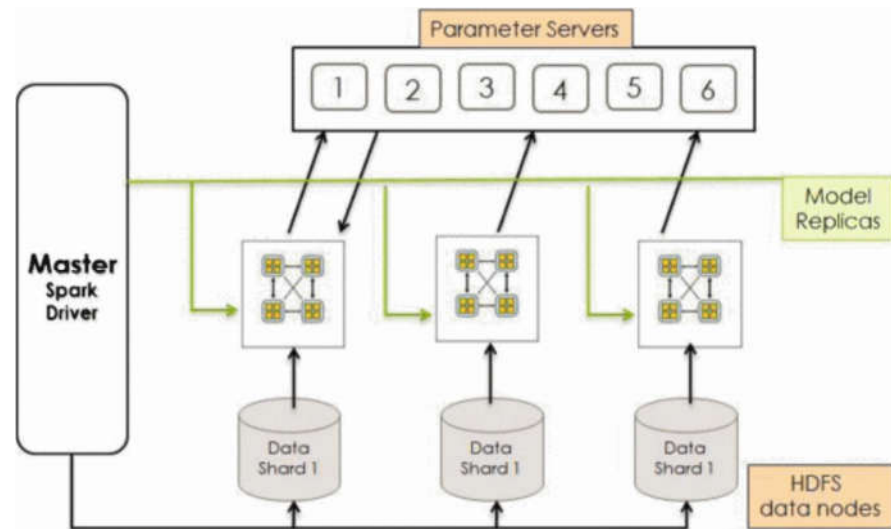 Parameter Servers
1 2 3 4 5 6
Model
Replicas
Master
Spark
Driver
Data
Shard 1
Data
Shard 1
Data
Shard 1
HDFS
data nodes